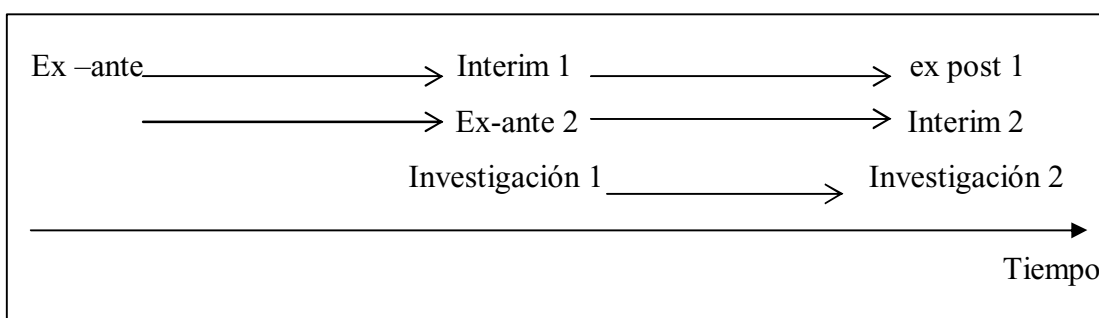 Ex –ante Interim 1 ex post 1
Ex-ante 2 Interim 2
Investigación 1 Investigación 2
Tiempo